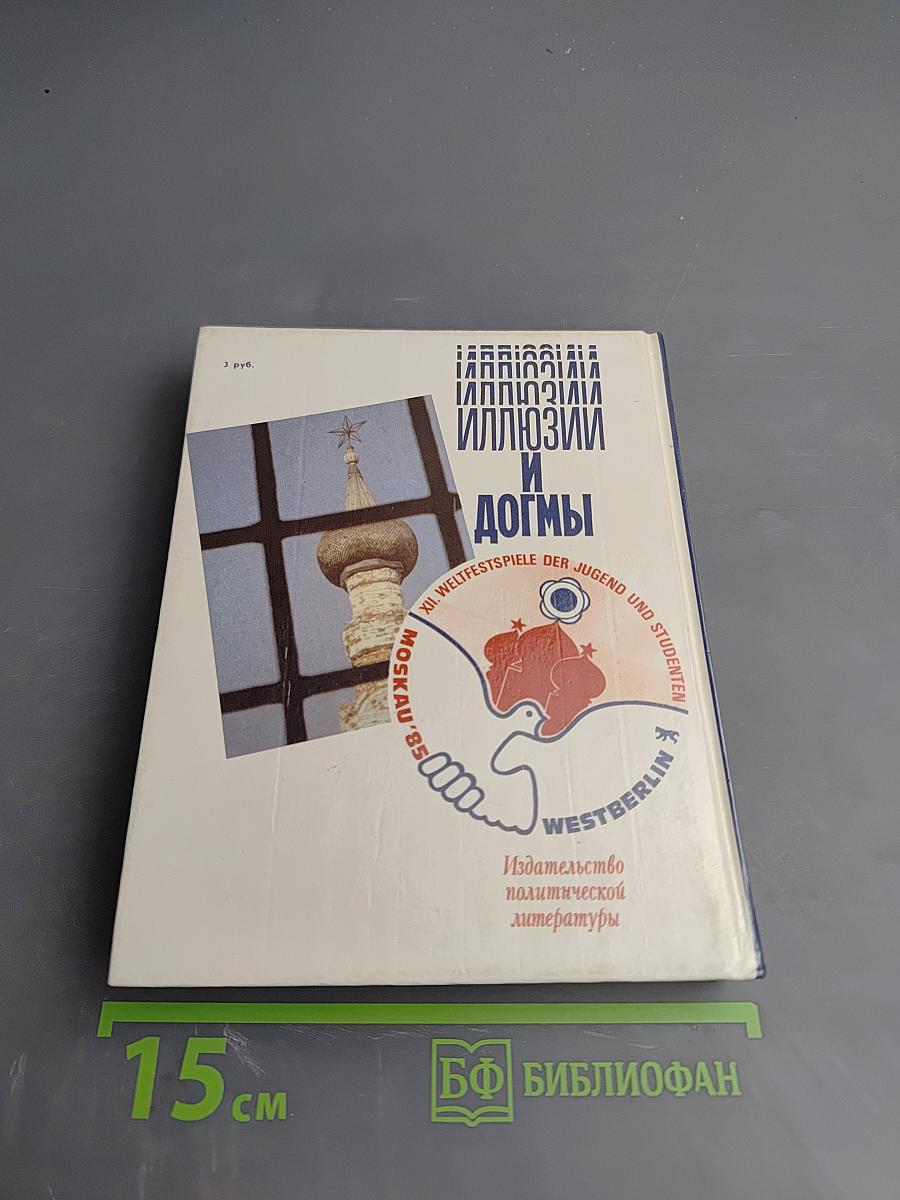 3 руб.
ИЛЛЮЗИИ
ИЛЛЮЗИИ
ИЛЛЮЗИИ
ИЛЛЮЗИИ
И
ДОГМЫ
XII. WELTFESTSPIELE DER JUGEND UND STUDENTEN
MOSKAU '85
WESTBERLIN
Издательство
политической
литературы
15 см
БФ БИБЛИОФАН